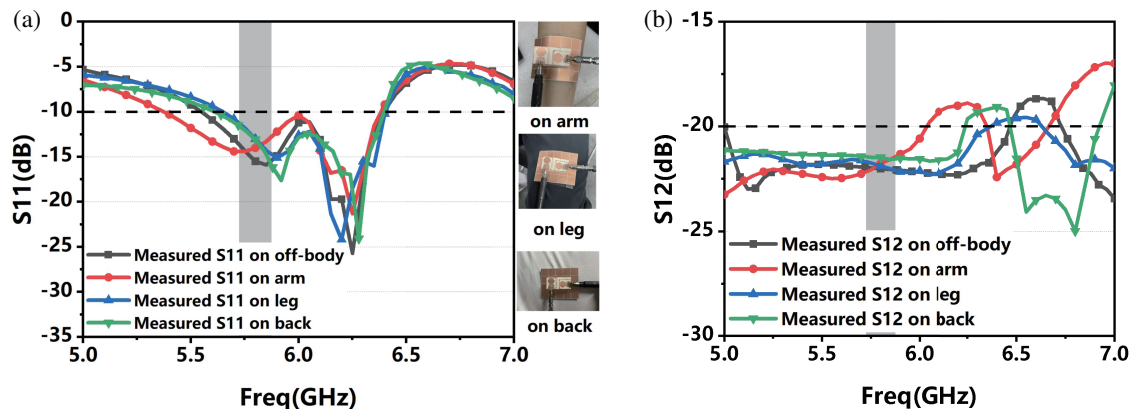 (a)
0
-5
-10
-15
-20
-25
-30
-35
S11(dB)
Measured S11 on off-body
Measured S11 on arm
Measured S11 on leg
Measured S11 on back
5.0 5.5 6.0 6.5 7.0
Freq(GHz)
on arm
on leg
on back
(b)
-15
-20
-25
-30
S12(dB)
Measured S12 on off-body
Measured S12 on arm
Measured S12 on leg
Measured S12 on back
5.0 5.5 6.0 6.5 7.0
Freq(GHz)